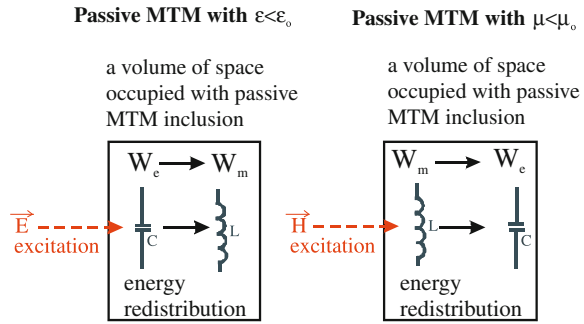 Passive MTM with ε<εₒ
a volume of space
occupied with passive
MTM inclusion
Wₑ Wₘ
E
excitation
C
L
energy
redistribution
Passive MTM with μ<μₒ
a volume of space
occupied with passive
MTM inclusion
Wₘ Wₑ
H
excitation
L
C
energy
redistribution